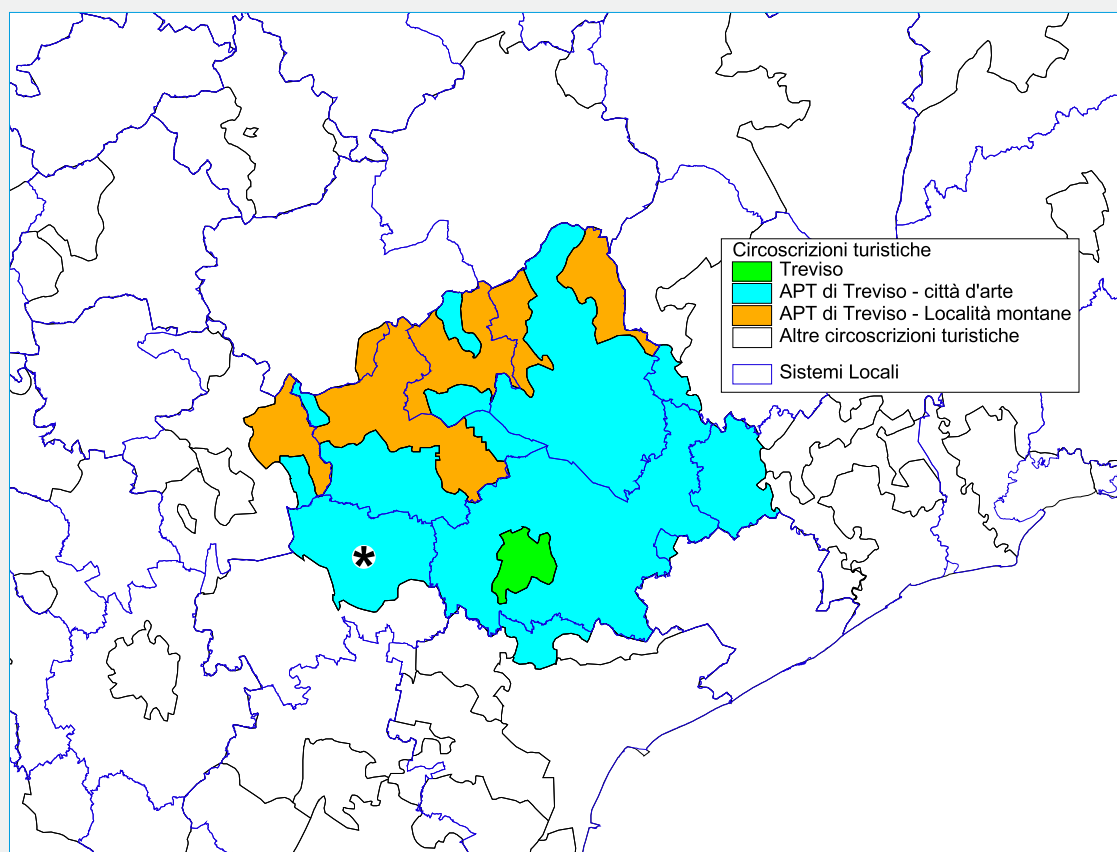 Circoscrizioni turistiche
Treviso
APT di Treviso - città d'arte
APT di Treviso - Località montane
Altre circoscrizioni turistiche
Sistemi Locali
*